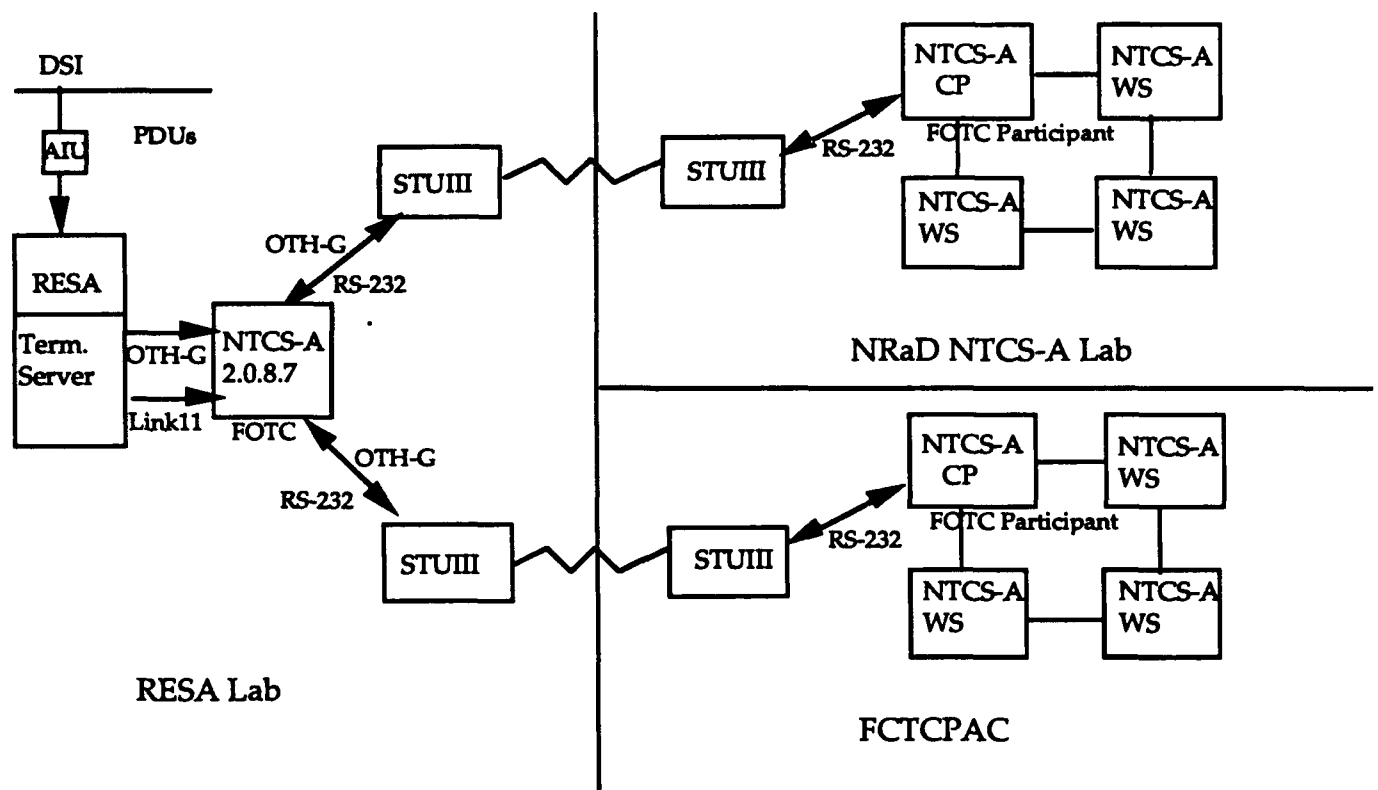 DSI
PDUs
AIU
RESA
Term.
Server
OTH-G
Link11
NTCS-A
2.0.8.7
FOTC
OTH-G
RS-232
STUIII
OTH-G
RS-232
STUIII
RESA Lab
STUIII
RS-232
NTCS-A
CP
FOTC Participant
NTCS-A
WS
NTCS-A
WS
NTCS-A
WS
NRaD NTCS-A Lab
STUIII
RS-232
NTCS-A
CP
FOTC Participant
NTCS-A
WS
NTCS-A
WS
NTCS-A
WS
FCTCPAC